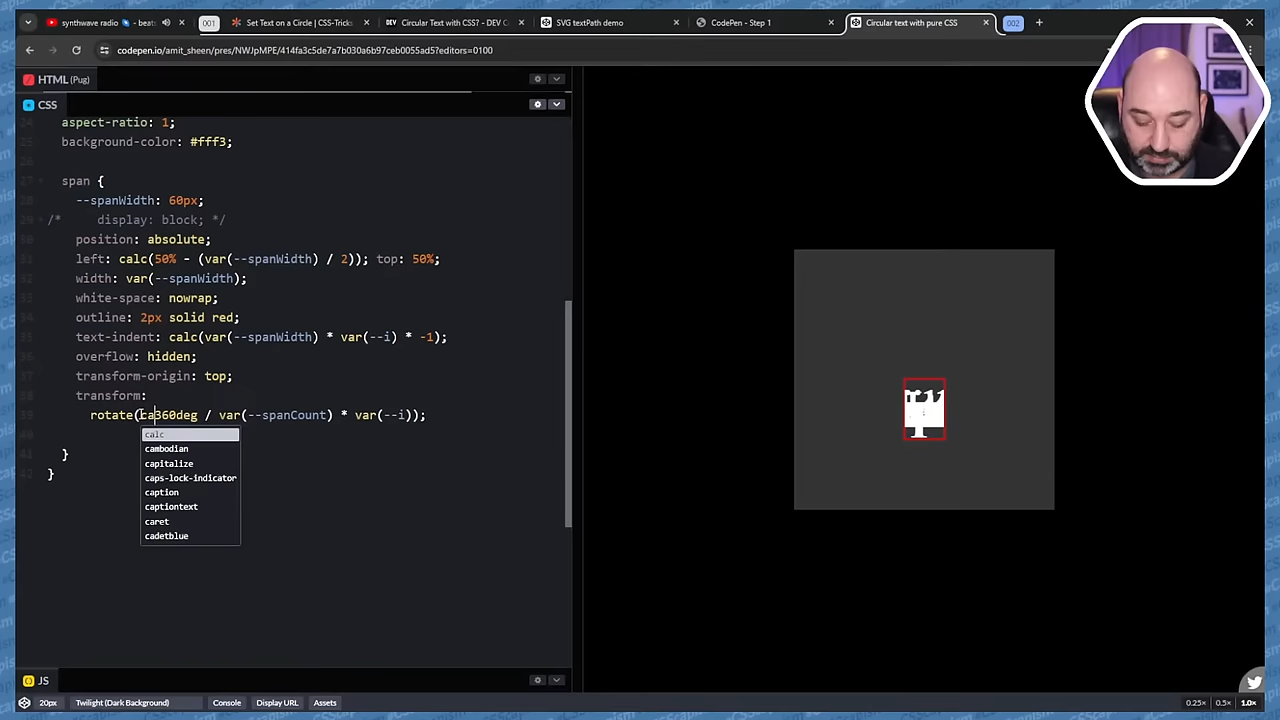 synthwave radio - beats
001
Set Text on a Circle | CSS-Tricks
DEV Circular Text with CSS? - DEV C
SVG textPath demo
CodePen - Step 1
Circular text with pure CSS
002
codepen.io/amit_sheen/pres/NWJpMPE/414fa3c5de7a7b030a6b97ceb0055ad5?editors=0100
HTML (Pug)
CSS
aspect-ratio: 1;
background-color: #fff3;
span {
--spanWidth: 60px;
/* display: block; */
position: absolute;
left: calc(50% - (var(--spanWidth) / 2)); top: 50%;
width: var(--spanWidth);
white-space: nowrap;
outline: 2px solid red;
text-indent: calc(var(--spanWidth) * var(--i) * -1);
overflow: hidden;
transform-origin: top;
transform:
rotate(ca360deg / var(--spanCount) * var(--i));
calc
cambodian
capitalize
caps-lock-indicator
caption
captiontext
caret
cadetblue
}
}
JS
20px
Twilight (Dark Background)
Console
Display URL
Assets
0.25×
0.5×
1.0×